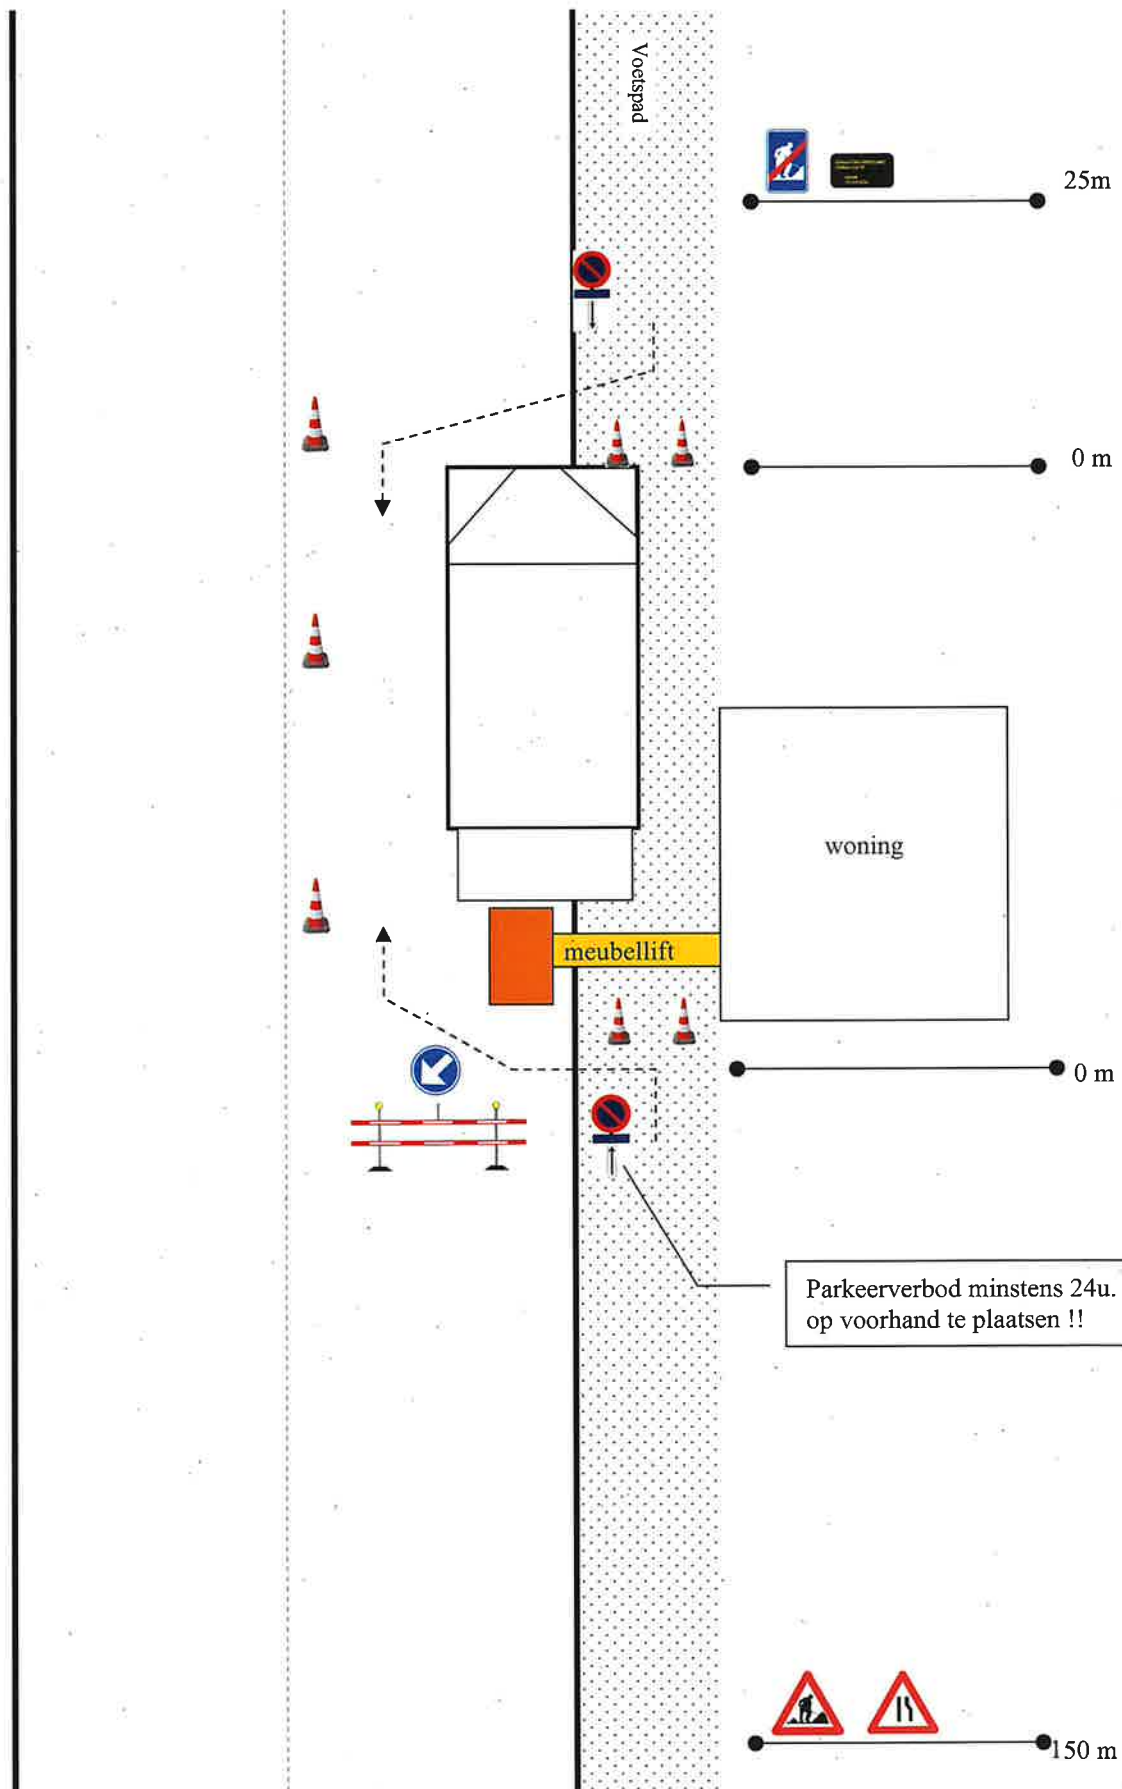 Voetspad
25m
0 m
woning
meubellift
0 m
Parkeerverbod minstens 24u.
op voorhand te plaatsen !!
150 m